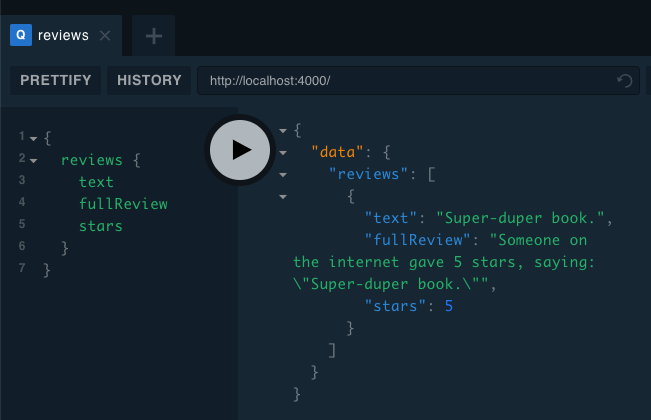 Q reviews × +
PRETTIFY HISTORY http://localhost:4000/
1 {
2 reviews {
3 text
4 fullReview
5 stars
6 }
7 }
{
"data": {
"reviews": [
{
"text": "Super-duper book.",
"fullReview": "Someone on
the internet gave 5 stars, saying:
\"Super-duper book.\"",
"stars": 5
}
]
}
}